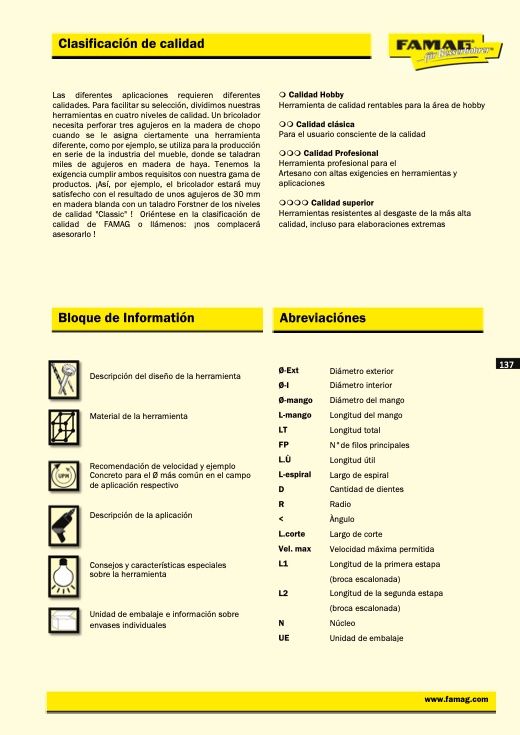 Clasificación de calidad
FAMAG®
...für Besserbohrer®
Las diferentes aplicaciones requieren diferentes
calidades. Para facilitar su selección, dividimos nuestras
herramientas en cuatro niveles de calidad. Un bricolador
necesita perforar tres agujeros en la madera de chopo
cuando se le asigna ciertamente una herramienta
diferente, como por ejemplo, se utiliza para la producción
en serie de la industria del mueble, donde se taladran
miles de agujeros en madera de haya. Tenemos la
exigencia cumplir ambos requisitos con nuestra gama de
productos. ¡Así, por ejemplo, el bricolador estará muy
satisfecho con el resultado de unos agujeros de 30 mm
en madera blanda con un taladro Forstner de los niveles
de calidad "Classic" ! Oriéntese en la clasificación de
calidad de FAMAG o llámenos: ¡nos complacerá
asesorarlo !
❍ Calidad Hobby
Herramienta de calidad rentables para la área de hobby
❍❍ Calidad clásica
Para el usuario consciente de la calidad
❍❍❍ Calidad Profesional
Herramienta profesional para el
Artesano con altas exigencies en herramientas y
aplicaciones
❍❍❍❍ Calidad superior
Herramientas resistentes al desgaste de la más alta
calidad, incluso para elaboraciones extremas
Bloque de Informatión
Descripción del diseño de la herramienta
Material de la herramienta
UPM
Recomendación de velocidad y ejemplo
Concreto para el Ø más común en el campo
de aplicación respectivo
Descripción de la aplicación
Consejos y características especiales
sobre la herramienta
Unidad de embalaje e información sobre
envases individuales
Abreviaciónes
137
Ø-Ext Diámetro exterior
Ø-I Diámetro interior
Ø-mango Diámetro del mango
L-mango Longitud del mango
LT Longitud total
FP N°de filos principales
L.Ù Longitud útil
L-espiral Largo de espiral
D Cantidad de dientes
R Radio
< Àngulo
L.corte Largo de corte
Vel. max Velocidad máxima permitida
L1 Longitud de la primera estapa
(broca escalonada)
L2 Longitud de la segunda estapa
(broca escalonada)
N Núcleo
UE Unidad de embalaje
www.famag.com